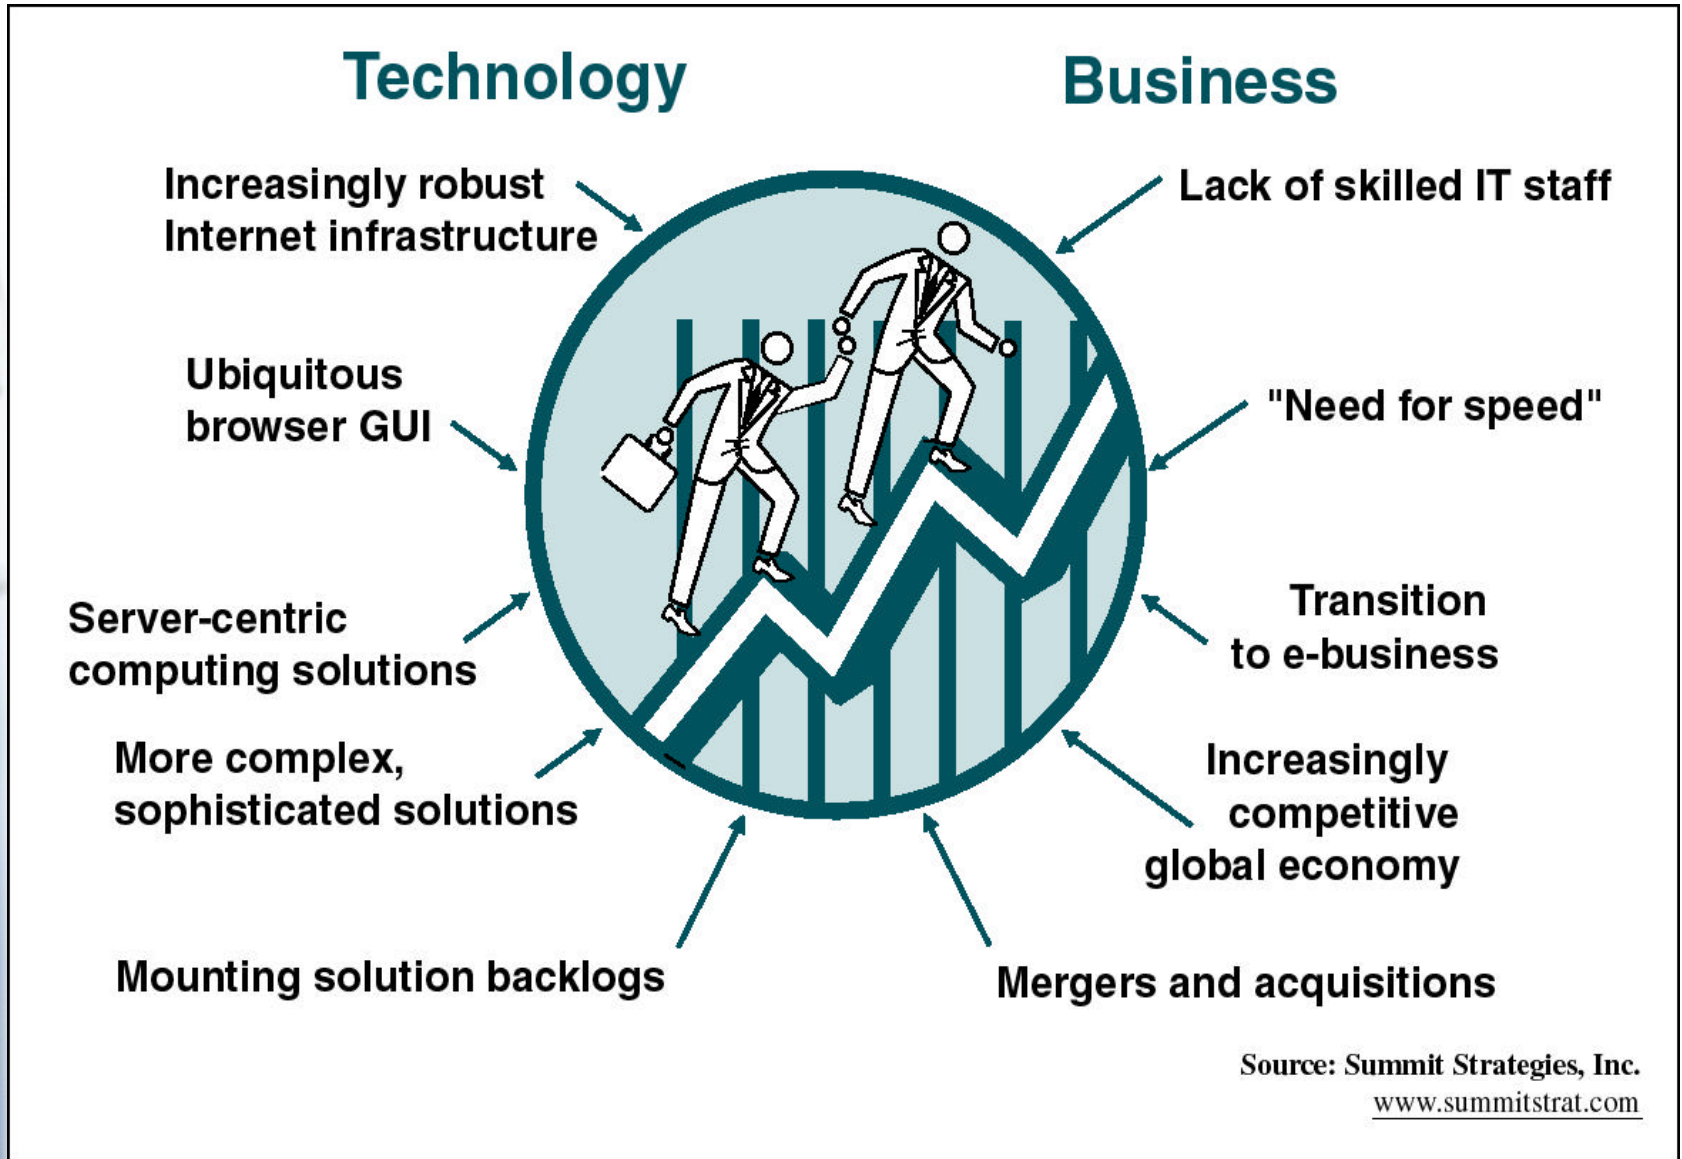 Technology
Business
Increasingly robust
Internet infrastructure
Ubiquitous
browser GUI
Server-centric
computing solutions
More complex,
sophisticated solutions
Mounting solution backlogs
Lack of skilled IT staff
"Need for speed"
Transition
to e-business
Increasingly
competitive
global economy
Mergers and acquisitions
Source: Summit Strategies, Inc.
www.summitstrat.com